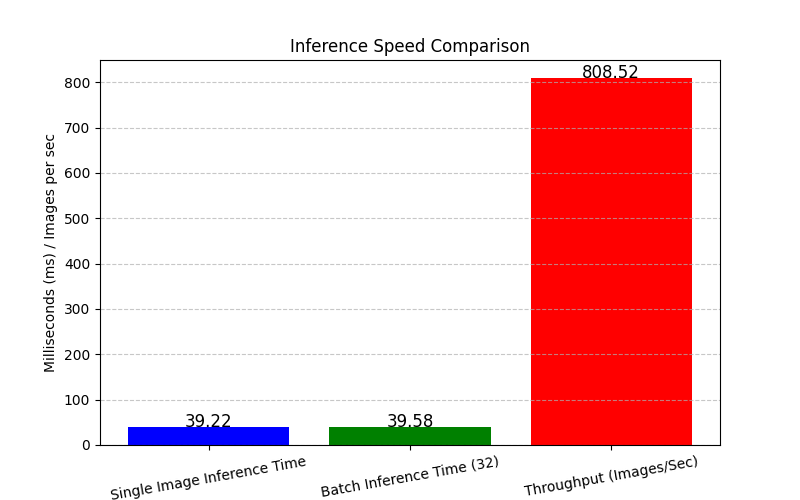 Inference Speed Comparison
Milliseconds (ms) / Images per sec
800
700
600
500
400
300
200
100
0
39.22
39.58
808.52
Single Image Inference Time
Batch Inference Time (32)
Throughput (Images/Sec)